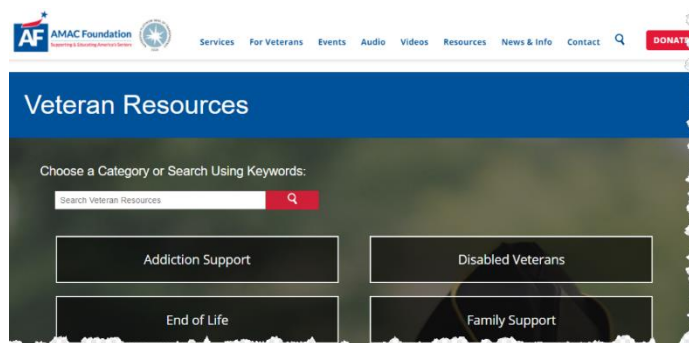 AF AMAC Foundation
Supporting & Educating America's Seniors
Services For Veterans Events Audio Videos Resources News & Info Contact DONATE
Veteran Resources
Choose a Category or Search Using Keywords:
Search Veteran Resources
Addiction Support Disabled Veterans
End of Life Family Support